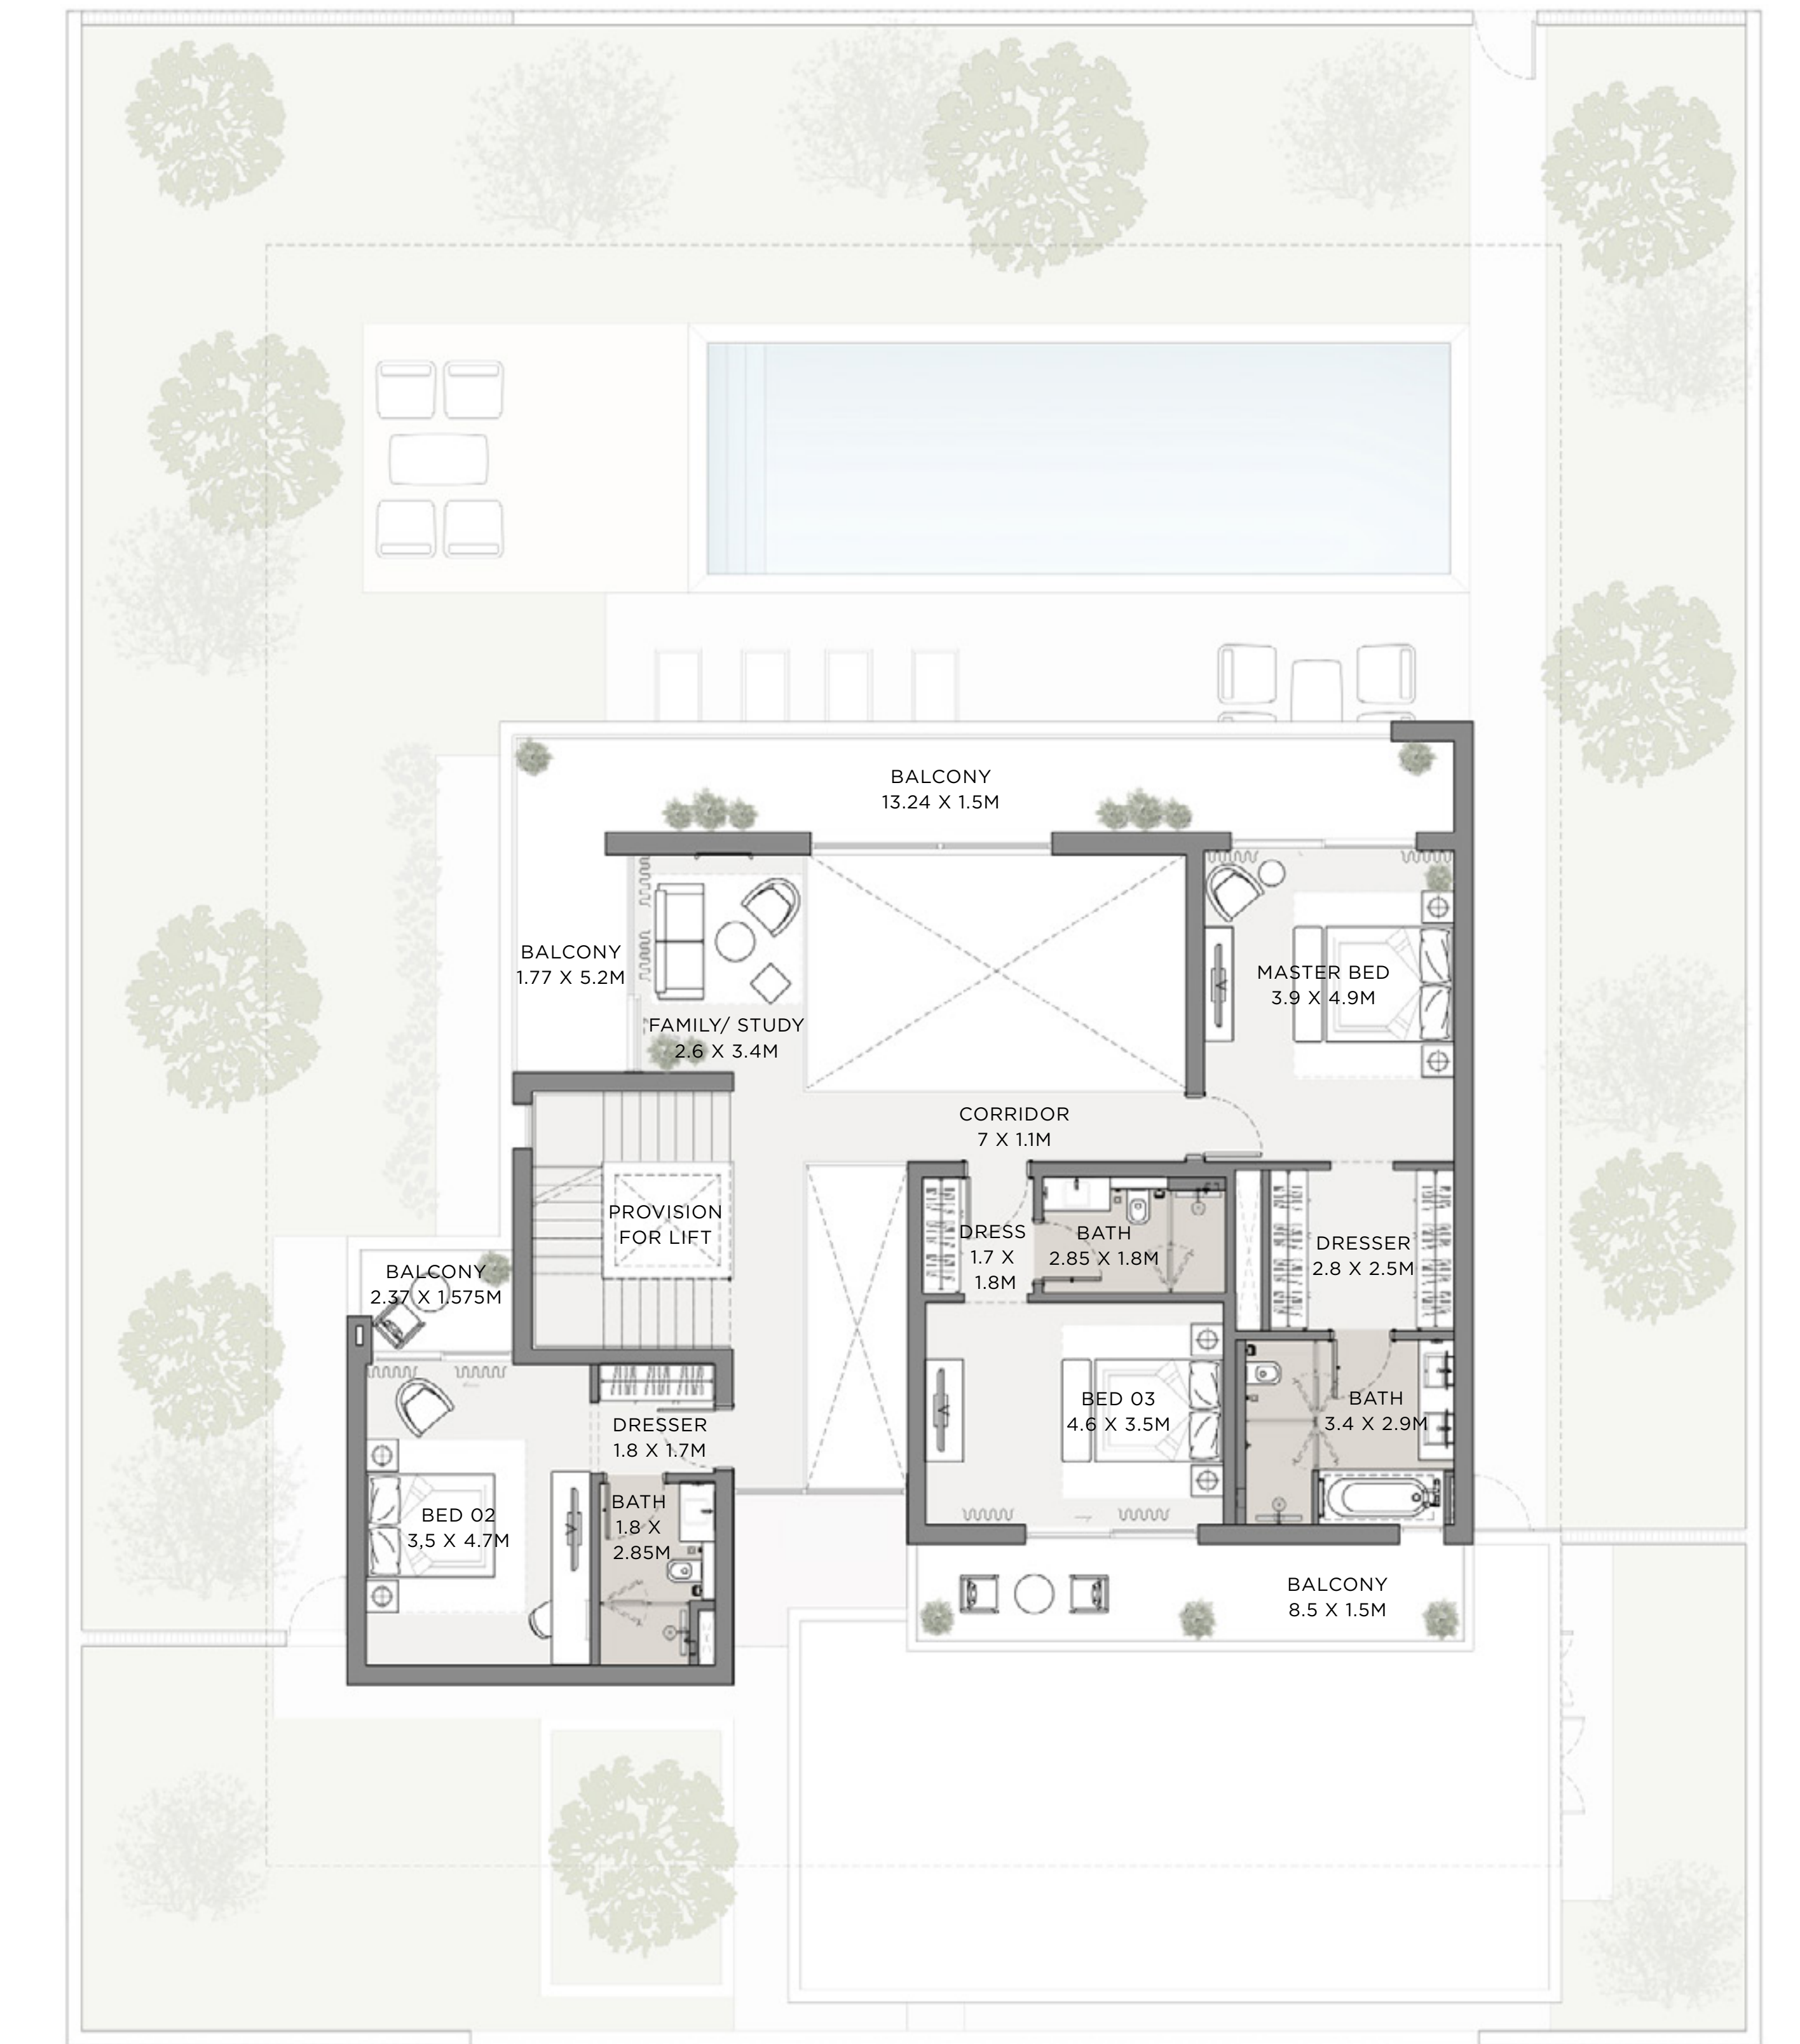 BALCONY
13.24 X 1.5M
BALCONY
1.77 X 5.2M
FAMILY/ STUDY
2.6 X 3.4M
MASTER BED
3.9 X 4.9M
CORRIDOR
7 X 1.1M
PROVISION
FOR LIFT
DRESS
1.7 X
1.8M
BATH
2.85 X 1.8M
DRESSER
2.8 X 2.5M
BALCONY
2.37 X 1.575M
BED 03
4.6 X 3.5M
BATH
3.4 X 2.9M
DRESSER
1.8 X 1.7M
BED 02
3,5 X 4.7M
BATH
1.8 X
2.85M
BALCONY
8.5 X 1.5M